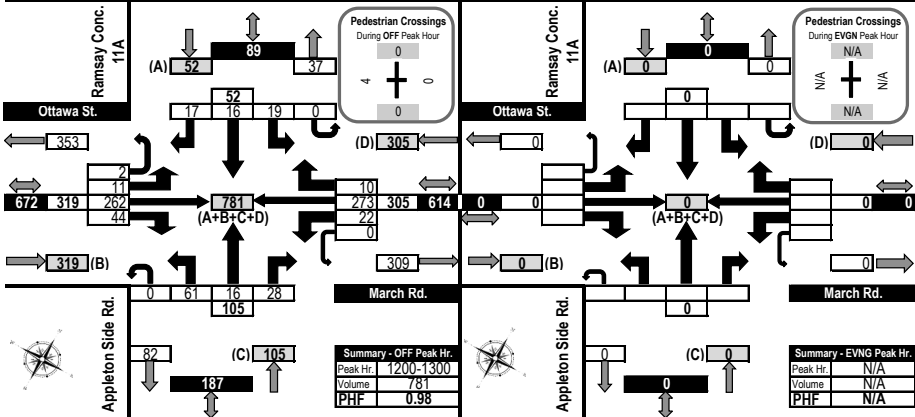 Ramsay Conc.
11A
89
(A) 52 37
Pedestrian Crossings
During OFF Peak Hour
0
4 0
0
52
17 16 19 0
Ottawa St.
353
(D) 305
2
11
262
44
672 319
781
(A+B+C+D)
10
273
22
0
305 614
319 (B)
309
0 61 16 28
105
March Rd.
Appleton Side Rd.
82
(C) 105
187
Summary - OFF Peak Hr.
Peak Hr. 1200-1300
Volume 781
PHF 0.98
Ramsay Conc.
11A
0
(A) 0 0
Pedestrian Crossings
During EVGN Peak Hour
N/A
N/A N/A
N/A
0
Ottawa St.
0
(D) 0
0 0
0
(A+B+C+D)
0 0
0 (B)
0
0
March Rd.
Appleton Side Rd.
0
(C) 0
0
Summary - EVNG Peak Hr.
Peak Hr. N/A
Volume N/A
PHF N/A